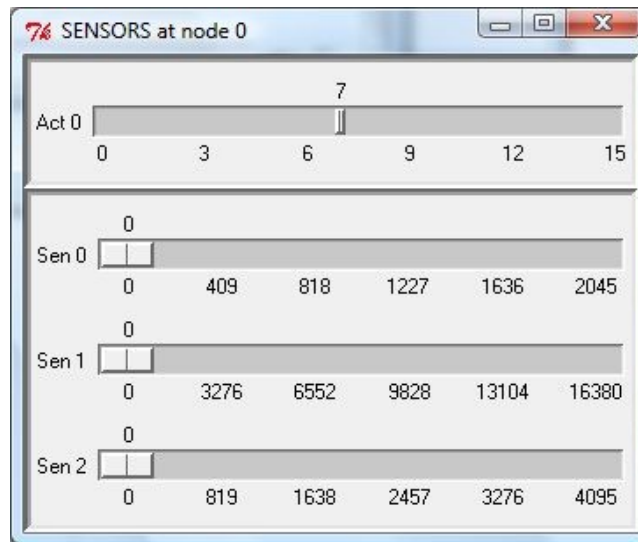 SENSORS at node 0
7
Act 0
0 3 6 9 12 15
0
Sen 0
0 409 818 1227 1636 2045
0
Sen 1
0 3276 6552 9828 13104 16380
0
Sen 2
0 819 1638 2457 3276 4095